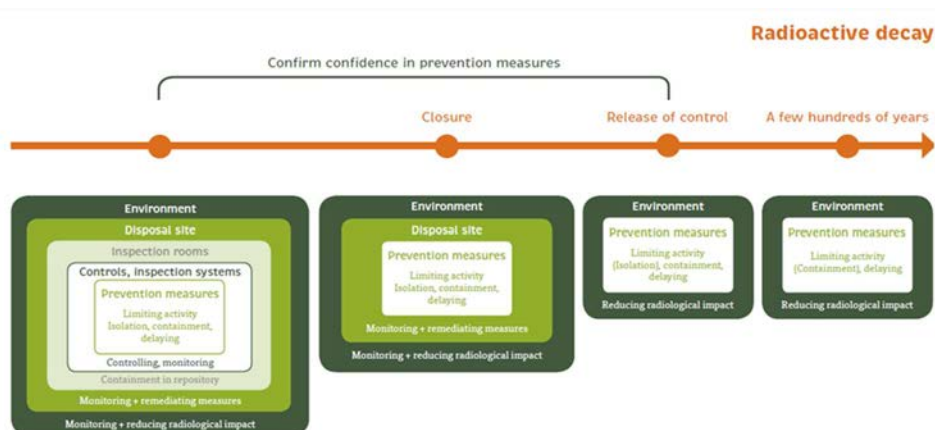 Radioactive decay
Confirm confidence in prevention measures
Closure
Release of control
A few hundreds of years
Environment
Disposal site
Inspection rooms
Controls, inspection systems
Prevention measures
Limiting activity
Isolation, containment,
delaying
Controlling, monitoring
Containment in repository
Monitoring + remediating measures
Monitoring + reducing radiological impact
Environment
Disposal site
Prevention measures
Limiting activity
Isolation, containment,
delaying
Monitoring + remediating measures
Monitoring + reducing radiological impact
Environment
Prevention measures
Limiting activity
(Isolation), containment,
delaying
Reducing radiological impact
Environment
Prevention measures
Limiting activity
(Containment), delaying
Reducing radiological impact